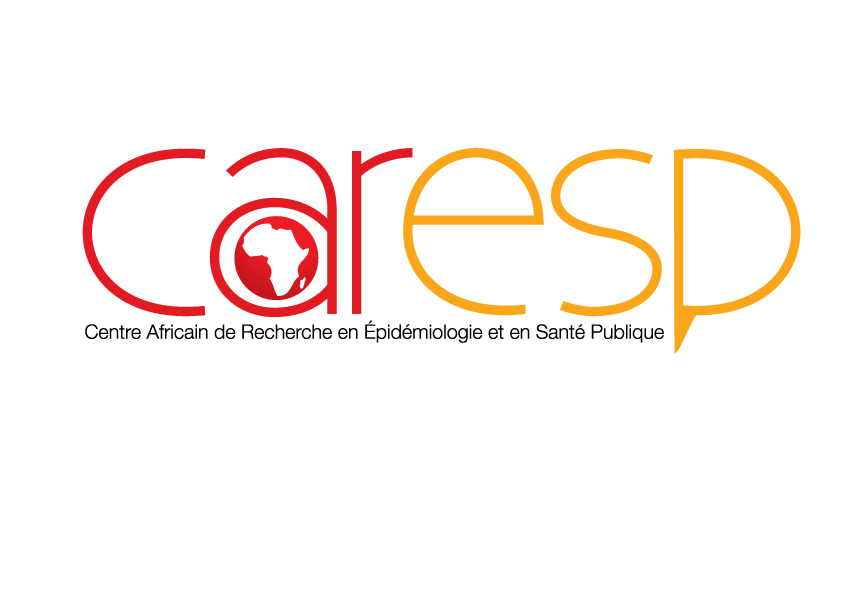 caresp
Centre Africain de Recherche en Épidémiologie et en Santé Publique